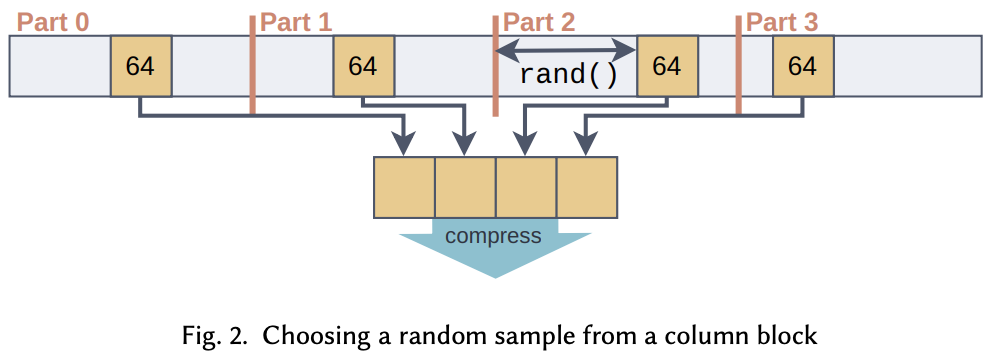 Part 0 Part 1 Part 2 Part 3
64 64 rand() 64 64
compress
Fig. 2. Choosing a random sample from a column block